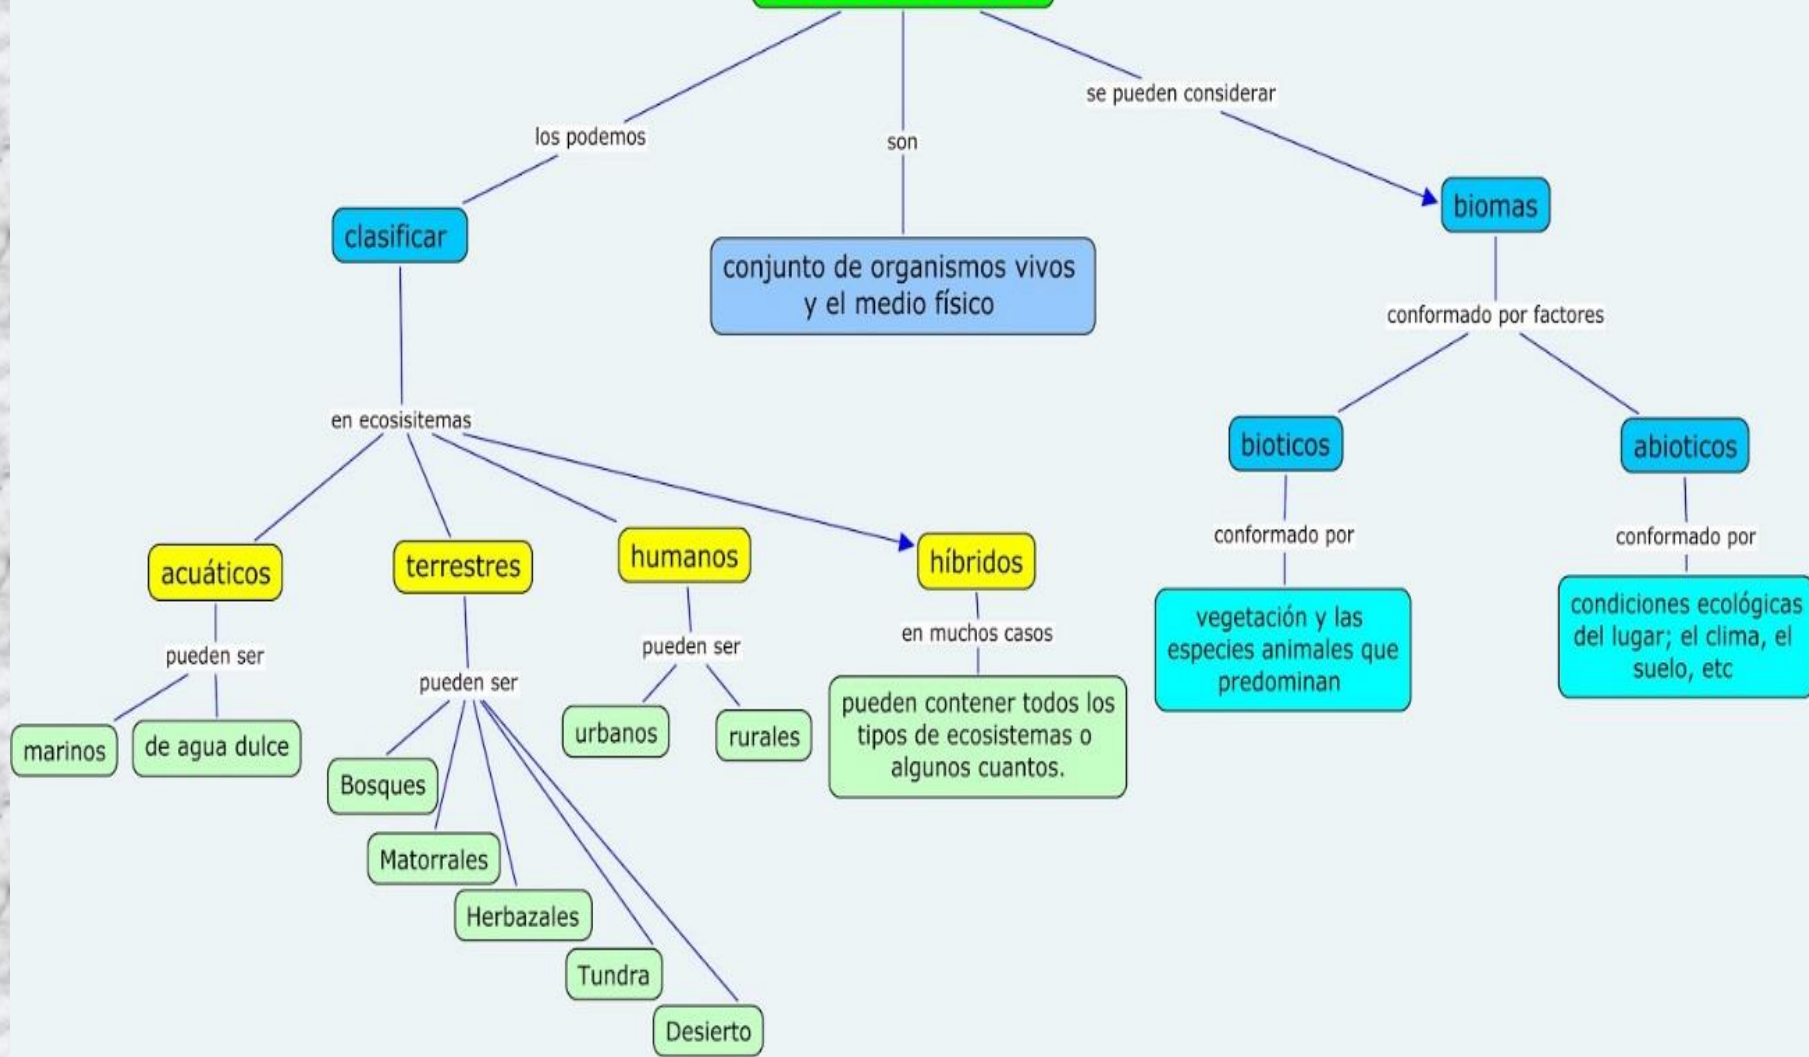 se pueden considerar
los podemos
son
biomas
clasificar
conjunto de organismos vivos
y el medio físico
conformado por factores
en ecosisitemas
bioticos
abioticos
conformado por
conformado por
acuáticos
terrestres
humanos
híbridos
vegetación y las
especies animales que
predominan
condiciones ecológicas
del lugar; el clima, el
suelo, etc
pueden ser
pueden ser
pueden ser
en muchos casos
marinos
de agua dulce
urbanos
rurales
pueden contener todos los
tipos de ecosistemas o
algunos cuantos.
Bosques
Matorrales
Herbazales
Tundra
Desierto